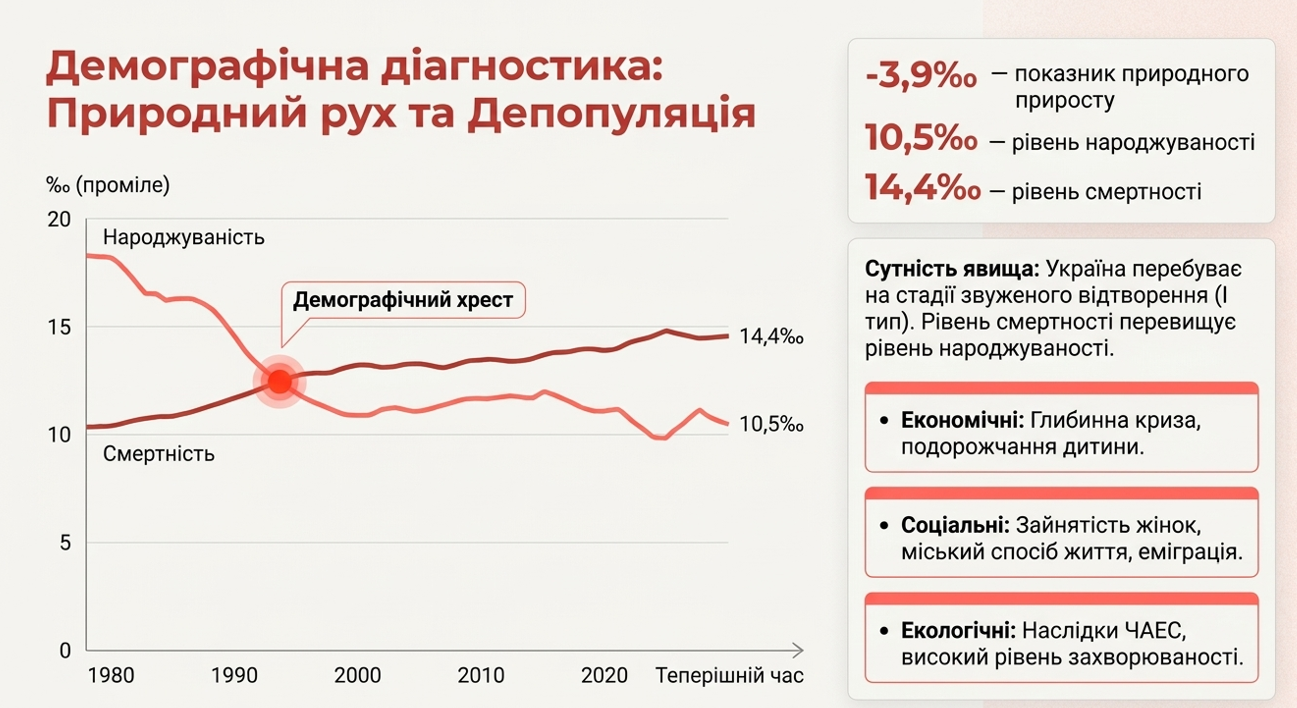 Демографічна діагностика:
Природний рух та Депопуляція
‰ (проміле)
20
Народжуваність
Демографічний хрест
15
14,4‰
10,5‰
10
Смертність
5
0
1980
1990
2000
2010
2020
Теперішній час
-3,9‰ — показник природного
приросту
10,5‰ — рівень народжуваності
14,4‰ — рівень смертності
Сутність явища: Україна перебуває
на стадії звуженого відтворення (I
тип). Рівень смертності перевищує
рівень народжуваності.
• Економічні: Глибинна криза,
подорожчання дитини.
• Соціальні: Зайнятість жінок,
міський спосіб життя, еміграція.
• Екологічні: Наслідки ЧАЕС,
високий рівень захворюваності.